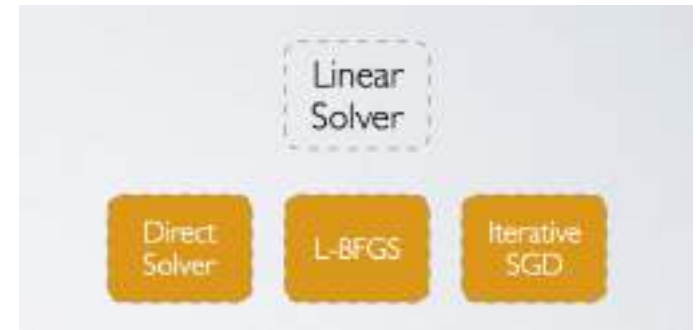 Linear
Solver
Direct
Solver
L-BFGS
Iterative
SGD